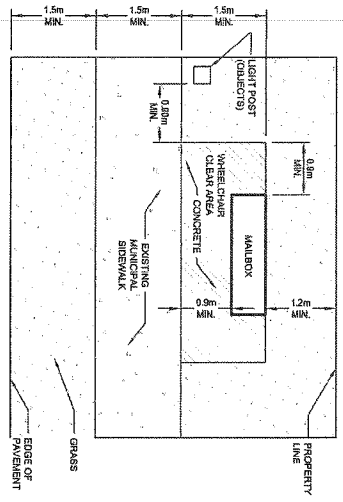 1.5m
MIN.
1.5m
MIN.
1.5m
MIN.
LIGHT POST
(OBJECTS)
0.90m
MIN.
0.9m
MIN.
WHEELCHAIR
CLEAR AREA
CONCRETE
MAILBOX
EXISTING
MUNICIPAL
SIDEWALK
0.9m
MIN.
1.2m
MIN.
GRASS
EDGE OF
PAVEMENT
PROPERTY
LINE